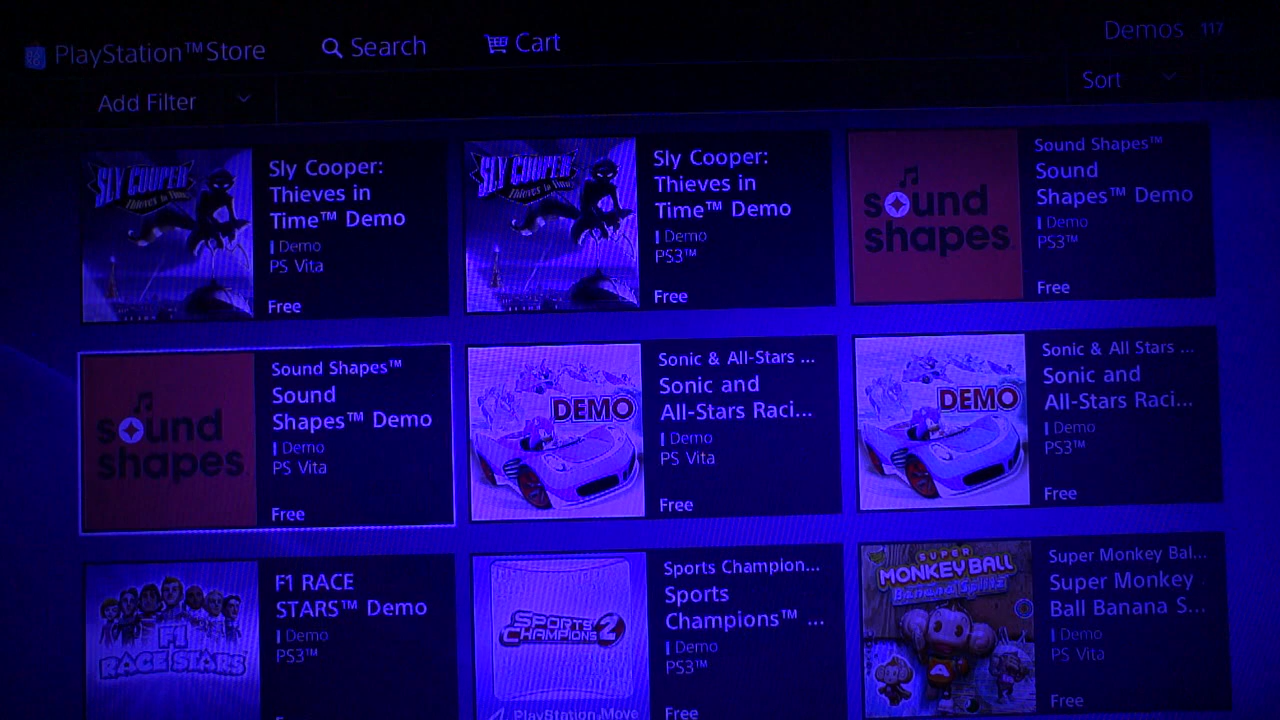 PlayStation™Store
Search
Cart
Demos 117
Add Filter
Sort
SLY COOPER
Thieves in Time
Sly Cooper:
Thieves in
Time™ Demo
Demo
PS Vita
Free
SLY COOPER
Thieves in Time
Sly Cooper:
Thieves in
Time™ Demo
Demo
PS3™
Free
sound
shapes
Sound Shapes™
Sound
Shapes™ Demo
Demo
PS3™
Free
sound
shapes
Sound Shapes™
Sound
Shapes™ Demo
Demo
PS Vita
Free
DEMO
Sonic & All-Stars ...
Sonic and
All-Stars Raci...
Demo
PS Vita
Free
DEMO
Sonic & All Stars ...
Sonic and
All-Stars Raci...
Demo
PS3™
Free
F1
RACE STARS™
F1 RACE
STARS™ Demo
Demo
PS3™
SPORTS
CHAMPIONS 2
PlayStation Move
Sports Champion...
Sports
Champions™ ...
Demo
PS3™
Free
SUPER
MONKEY BALL
Banana Splitz
Super Monkey Bal...
Super Monkey
Ball Banana S...
Demo
PS Vita
Free